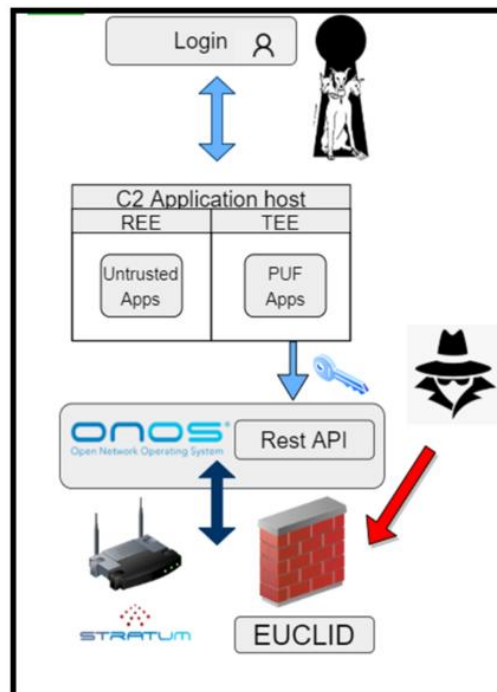 Login
C2 Application host
REE
TEE
Untrusted
Apps
PUF
Apps
onos®
Open Network Operating System
Rest API
STRATUM
EUCLID